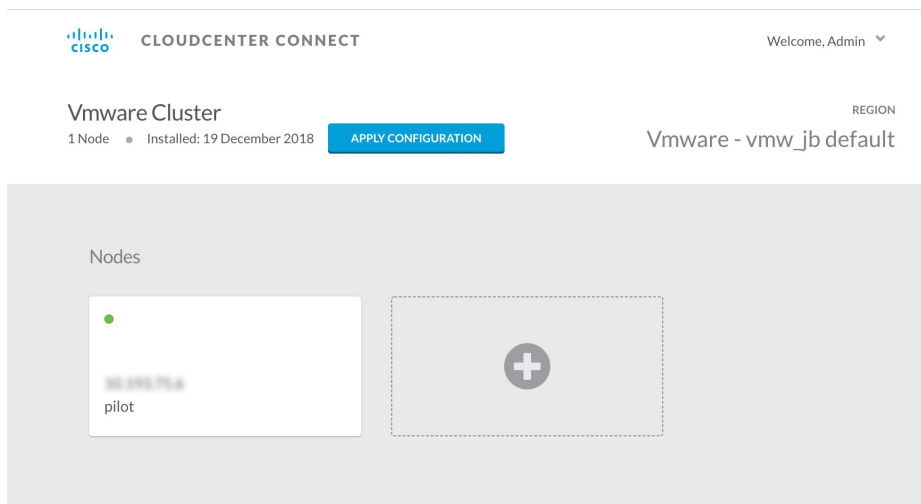 CISCO CLOUDCENTER CONNECT
Welcome, Admin
Vmware Cluster
1 Node Installed: 19 December 2018 APPLY CONFIGURATION
REGION
Vmware - vmw_jb default
Nodes
pilot